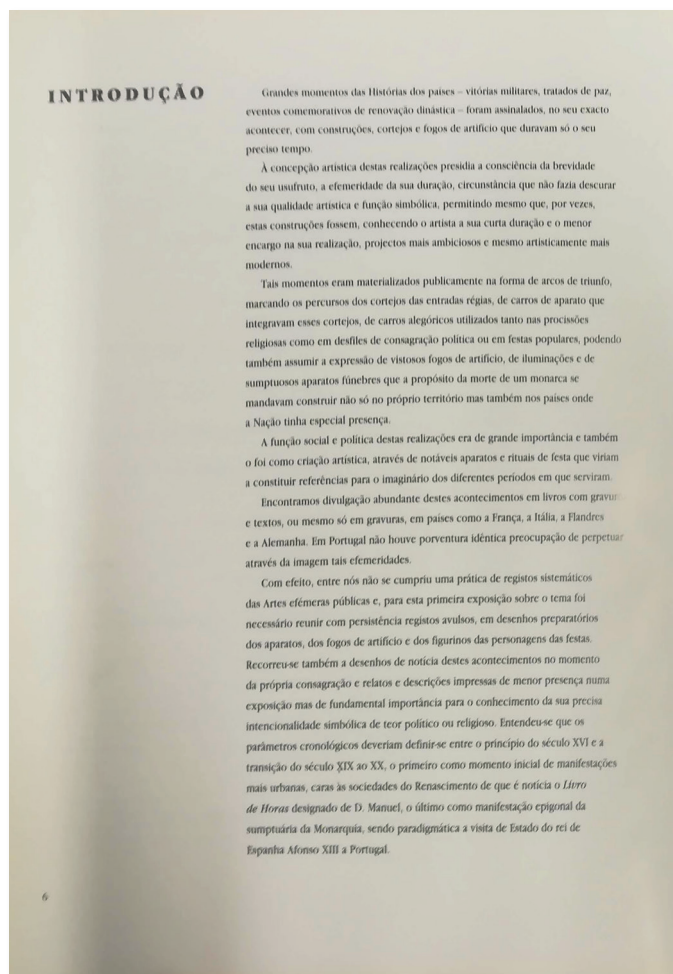 INTRODUÇÃO
Grandes momentos das Histórias dos países – vitórias militares, tratados de paz,
eventos comemorativos de renovação dinástica – foram assinalados, no seu exacto
acontecer, com construções, cortejos e fogos de artifício que duravam só o seu
preciso tempo.
À concepção artística destas realizações presidia a consciência da brevidade
do seu usufruto, a efemeridade da sua duração, circunstância que não fazia descurar
a sua qualidade artística e função simbólica, permitindo mesmo que, por vezes,
estas construções fossem, conhecendo o artista a sua curta duração e o menor
encargo na sua realização, projectos mais ambiciosos e mesmo artisticamente mais
modernos.
Tais momentos eram materializados publicamente na forma de arcos de triunfo,
marcando os percursos dos cortejos das entradas régias, de carros de aparato que
integravam esses cortejos, de carros alegóricos utilizados tanto nas procissões
religiosas como em desfiles de consagração política ou em festas populares, podendo
também assumir a expressão de vistosos fogos de artifício, de iluminações e de
sumptuosos aparatos fúnebres que a propósito da morte de um monarca se
mandavam construir não só no próprio território mas também nos países onde
a Nação tinha especial presença.
A função social e política destas realizações era de grande importância e também
o foi como criação artística, através de notáveis aparatos e rituais de festa que viriam
a constituir referências para o imaginário dos diferentes períodos em que serviram.
Encontramos divulgação abundante destes acontecimentos em livros com
e textos, ou mesmo só em gravuras, em países como a França, a Itália, a Flandres
e a Alemanha. Em Portugal não houve porventura idêntica preocupação de perpetuar
através da imagem tais efemeridades.
Com efeito, entre nós não se cumpriu uma prática de registos sistemáticos
das Artes efémeras públicas e, para esta primeira exposição sobre o tema foi
necessário reunir com persistência registos avulsos, em desenhos preparatórios
dos aparatos, dos fogos de artifício e dos figurinos das personagens das festas.
Recorreu-se também a desenhos de notícia destes acontecimentos no momento
da própria consagração e relatos e descrições impressas de menor presença numa
exposição mas de fundamental importância para o conhecimento da sua precisa
intencionalidade simbólica de teor político ou religioso. Entendeu-se que os
parâmetros cronológicos deveriam definir-se entre o princípio do século XVI e a
transição do século XIX ao XX, o primeiro como momento inicial de manifestações
mais urbanas, caras às sociedades do Renascimento de que é notícia o Livro
de Horas designado de D. Manuel, o último como manifestação epigonal da
sumptuária da Monarquia, sendo paradigmática a visita de Estado do rei de
Espanha Afonso XIII a Portugal.
6